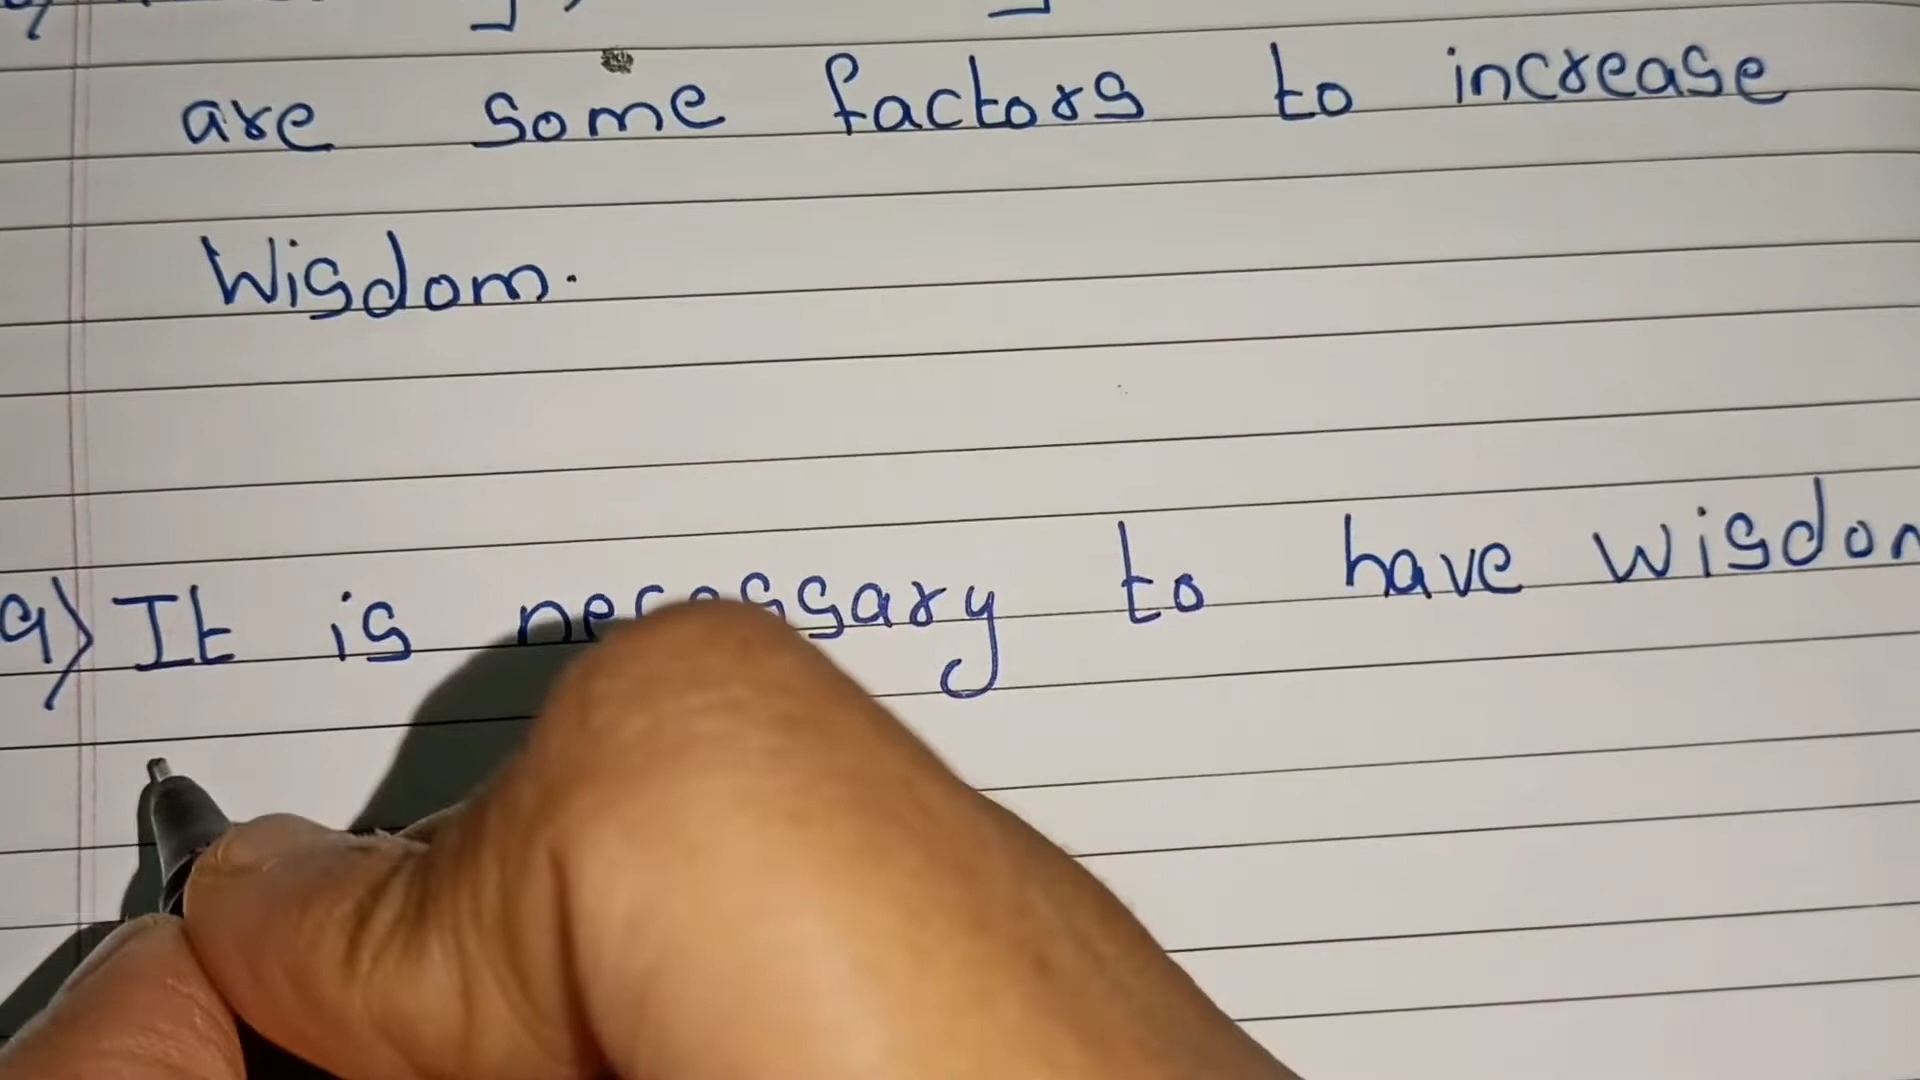 are some factors to increase
Wisdom.
9) It is necessary to have wisdom